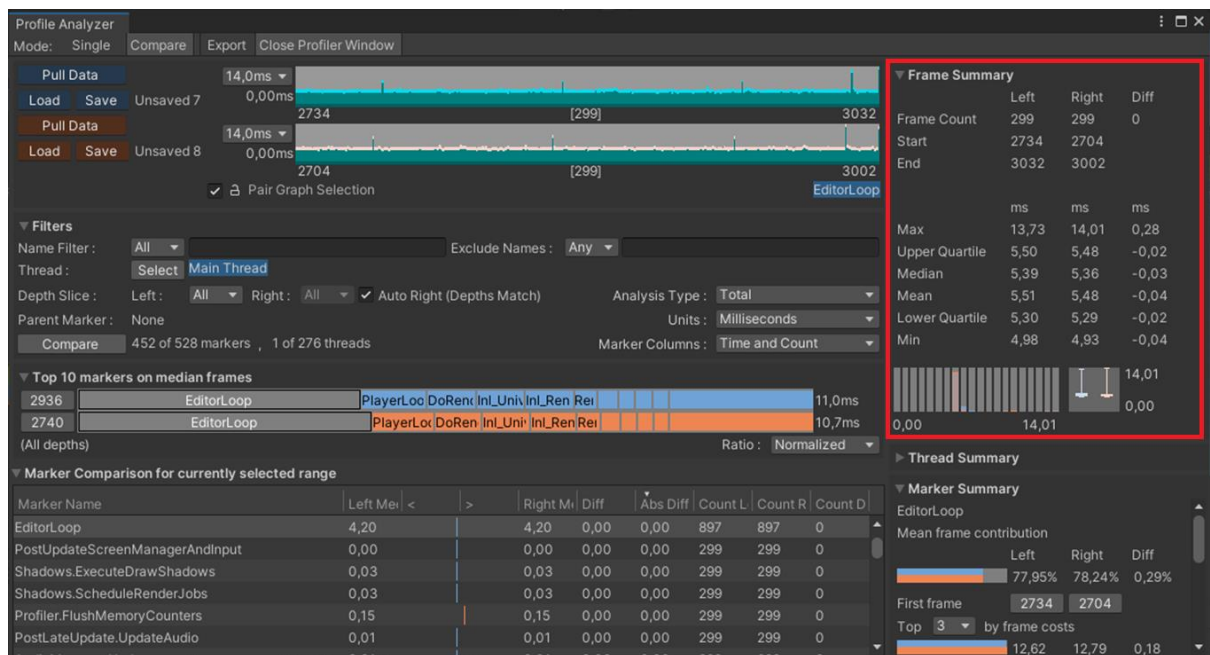 Profile Analyzer
Mode: Single Compare Export Close Profiler Window
Pull Data
Load Save Unsaved 7
14,0ms
0,00ms
2734 [299] 3032
Pull Data
Load Save Unsaved 8
14,0ms
0,00ms
2704 [299] 3002
Pair Graph Selection EditorLoop
Filters
Name Filter : All Exclude Names : Any
Thread : Select Main Thread
Depth Slice : Left : All Right : All Auto Right (Depths Match) Analysis Type : Total
Parent Marker : None Units : Milliseconds
Compare 452 of 528 markers , 1 of 276 threads Marker Columns : Time and Count
Top 10 markers on median frames
2936 EditorLoop PlayerLoo DoRend Inl_Univ Inl_Ren Rei 11,0ms
2740 EditorLoop PlayerLoo DoRen Inl_Uni Inl_Ren Rei 10,7ms
(All depths) Ratio : Normalized
Marker Comparison for currently selected range
Marker Name Left Me < > Right M Diff Abs Diff Count L Count R Count D
EditorLoop 4,20 4,20 0,00 0,00 897 897 0
PostUpdateScreenManagerAndInput 0,00 0,00 0,00 0,00 299 299 0
Shadows.ExecuteDrawShadows 0,03 0,03 0,00 0,00 299 299 0
Shadows.ScheduleRenderJobs 0,03 0,03 0,00 0,00 299 299 0
Profiler.FlushMemoryCounters 0,15 0,15 0,00 0,00 299 299 0
PostLateUpdate.UpdateAudio 0,01 0,01 0,00 0,00 299 299 0
Frame Summary
Left Right Diff
Frame Count 299 299 0
Start 2734 2704
End 3032 3002
ms ms ms
Max 13,73 14,01 0,28
Upper Quartile 5,50 5,48 -0,02
Median 5,39 5,36 -0,03
Mean 5,51 5,48 -0,04
Lower Quartile 5,30 5,29 -0,02
Min 4,98 4,93 -0,04
14,01
0,00
0,00 14,01
Thread Summary
Marker Summary
EditorLoop
Mean frame contribution
Left Right Diff
77,95% 78,24% 0,29%
First frame 2734 2704
Top 3 by frame costs
12,62 12,79 0,18